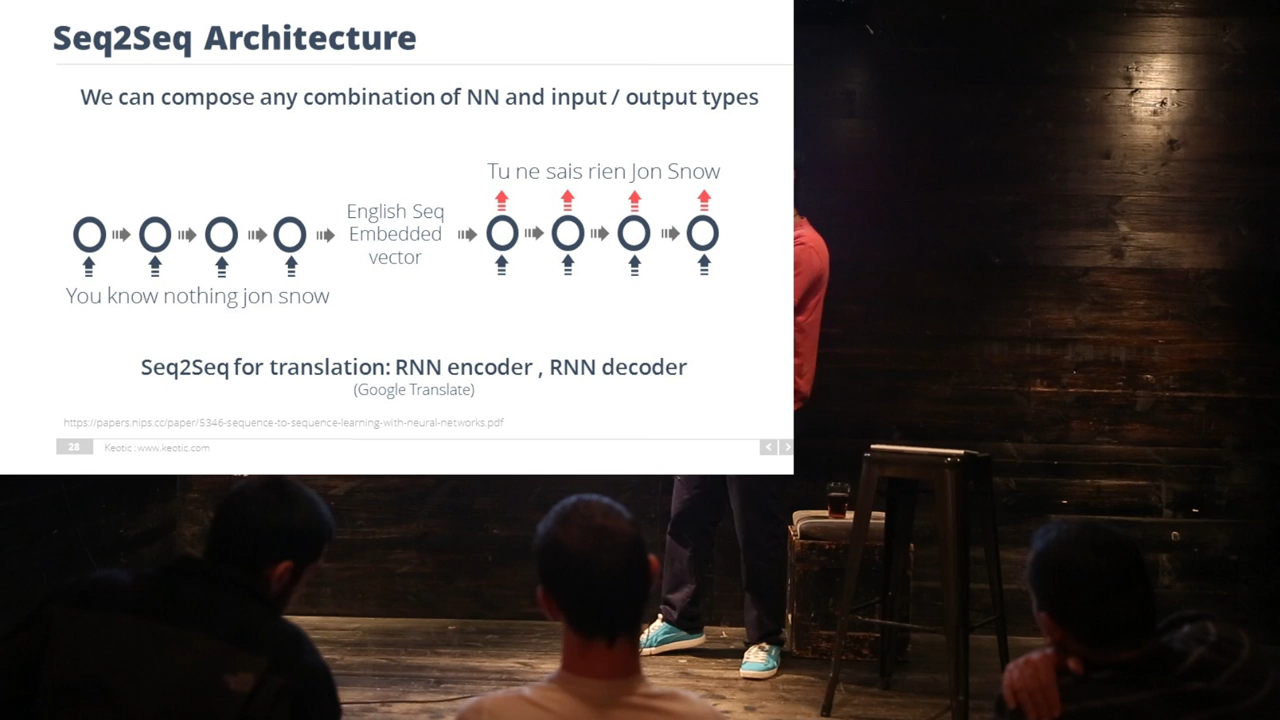 Seq2Seq Architecture
We can compose any combination of NN and input / output types
Tu ne sais rien Jon Snow
English Seq
Embedded
vector
You know nothing jon snow
Seq2Seq for translation: RNN encoder , RNN decoder
(Google Translate)
https://papers.nips.cc/paper/5346-sequence-to-sequence-learning-with-neural-networks.pdf
28 Keotic : www.keotic.com